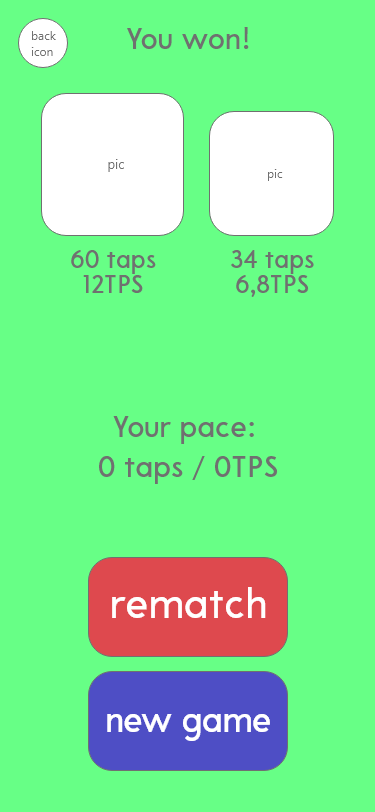 back
icon
You won!
pic
pic
60 taps
12TPS
34 taps
6,8TPS
Your pace:
0 taps / 0TPS
rematch
new game